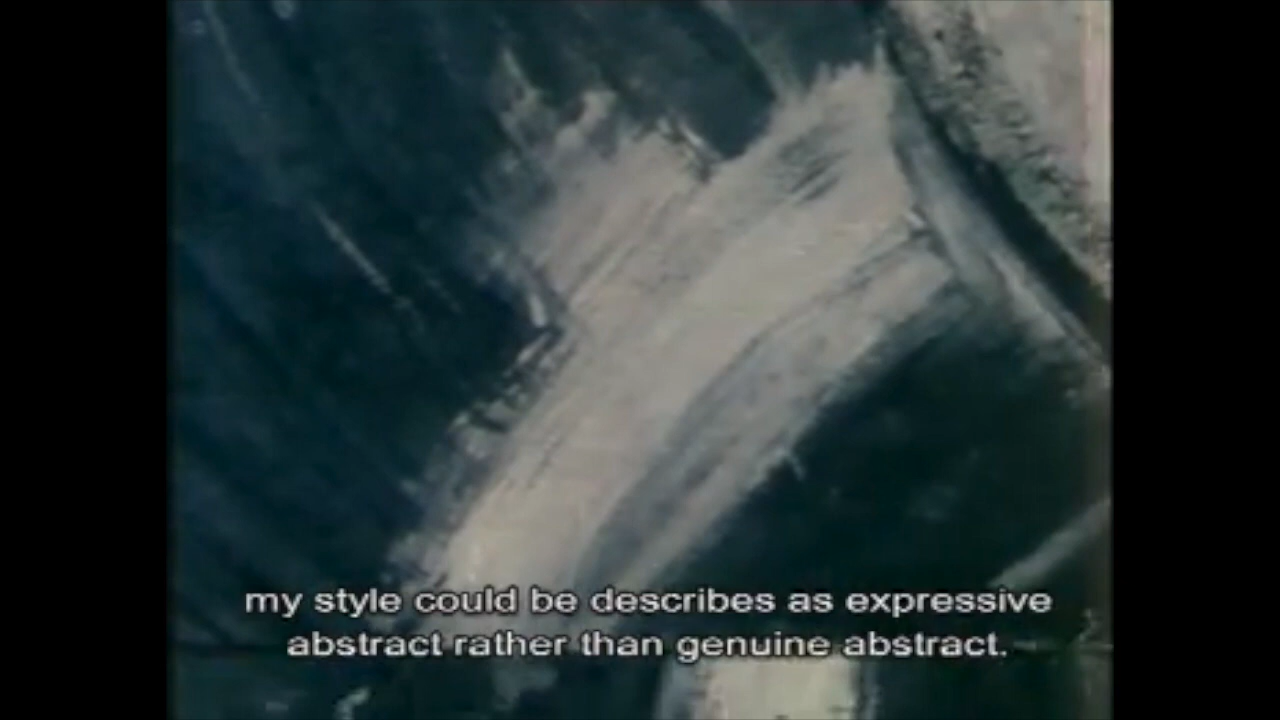 my style could be describes as expressive
abstract rather than genuine abstract.